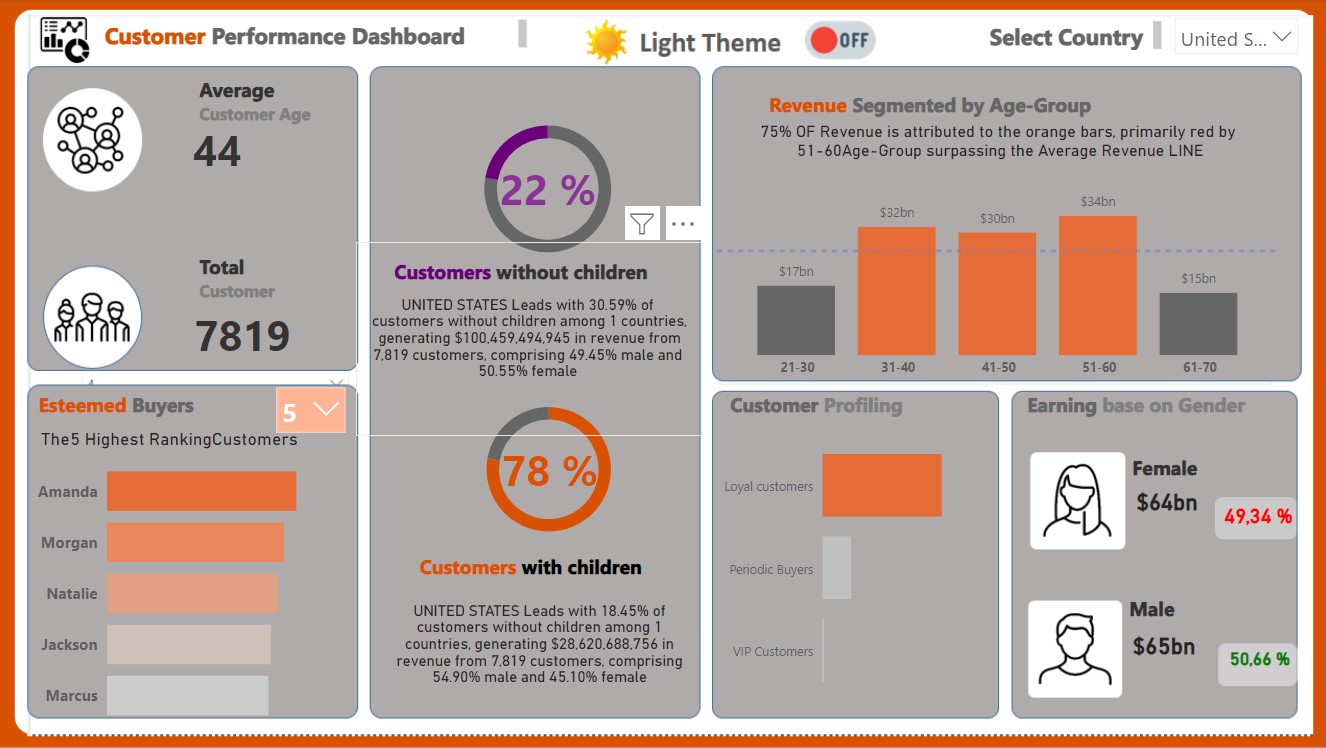 Customer Performance Dashboard
Light Theme
OFF
Select Country
United S...
Average
Customer Age
44
Total
Customer
7819
22 %
Customers without children
UNITED STATES Leads with 30.59% of
customers without children among 1 countries,
generating $100,459,494,945 in revenue from
7,819 customers, comprising 49.45% male and
50.55% female
78 %
Customers with children
UNITED STATES Leads with 18.45% of
customers without children among 1
countries, generating $28,620,688,756 in
revenue from 7,819 customers, comprising
54.90% male and 45.10% female
Revenue Segmented by Age-Group
75% OF Revenue is attributed to the orange bars, primarily red by
51-60Age-Group surpassing the Average Revenue LINE
$17bn
$32bn
$30bn
$34bn
$15bn
21-30
31-40
41-50
51-60
61-70
Esteemed Buyers
5
The5 Highest RankingCustomers
Amanda
Morgan
Natalie
Jackson
Marcus
Customer Profiling
Loyal customers
Periodic Buyers
VIP Customers
Earning base on Gender
Female
$64bn
49,34 %
Male
$65bn
50,66 %